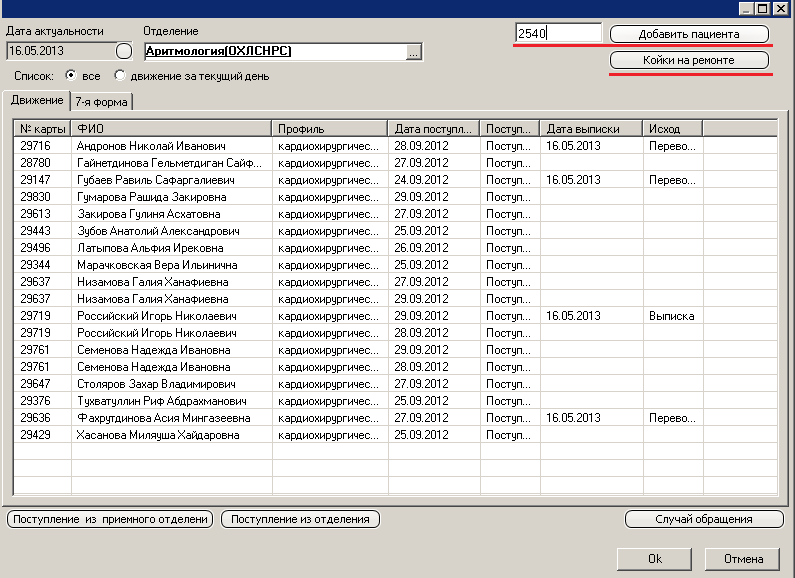 Дата актуальности Отделение
16.05.2013 Аритмология(ОХЛСНРС) ... 2540 Добавить пациента
Койки на ремонте
Список: все движение за текущий день
Движение 7-я форма
№ карты ФИО Профиль Дата поступл... Поступ... Дата выписки Исход
29716 Андронов Николай Иванович кардиохирургичес... 28.09.2012 Поступ... 16.05.2013 Перево...
28780 Гайнетдинова Гельметдиган Сайф... кардиохирургичес... 27.09.2012 Поступ...
29147 Губаев Равиль Сафаргалиевич кардиохирургичес... 24.09.2012 Поступ... 16.05.2013 Перево...
29830 Гумарова Рашида Закировна кардиохирургичес... 29.09.2012 Поступ...
29613 Закирова Гулиня Асхатовна кардиохирургичес... 27.09.2012 Поступ...
29443 Зубов Анатолий Александрович кардиохирургичес... 25.09.2012 Поступ...
29496 Латыпова Альфия Ирековна кардиохирургичес... 26.09.2012 Поступ...
29344 Марачковская Вера Ильинична кардиохирургичес... 25.09.2012 Поступ...
29637 Низамова Галия Ханафиевна кардиохирургичес... 27.09.2012 Поступ...
29637 Низамова Галия Ханафиевна кардиохирургичес... 29.09.2012 Поступ...
29719 Российский Игорь Николаевич кардиохирургичес... 29.09.2012 Поступ... 16.05.2013 Выписка
29719 Российский Игорь Николаевич кардиохирургичес... 28.09.2012 Поступ...
29761 Семенова Надежда Ивановна кардиохирургичес... 29.09.2012 Поступ...
29761 Семенова Надежда Ивановна кардиохирургичес... 28.09.2012 Поступ...
29647 Столяров Захар Владимирович кардиохирургичес... 27.09.2012 Поступ...
29376 Тухватуллин Риф Абдрахманович кардиохирургичес... 25.09.2012 Поступ...
29636 Фахрутдинова Асия Мингазеевна кардиохирургичес... 27.09.2012 Поступ... 16.05.2013 Перево...
29429 Хасанова Миляуша Хайдаровна кардиохирургичес... 25.09.2012 Поступ...
Поступление из приемного отделени Поступление из отделения Случай обращения
Ok Отмена